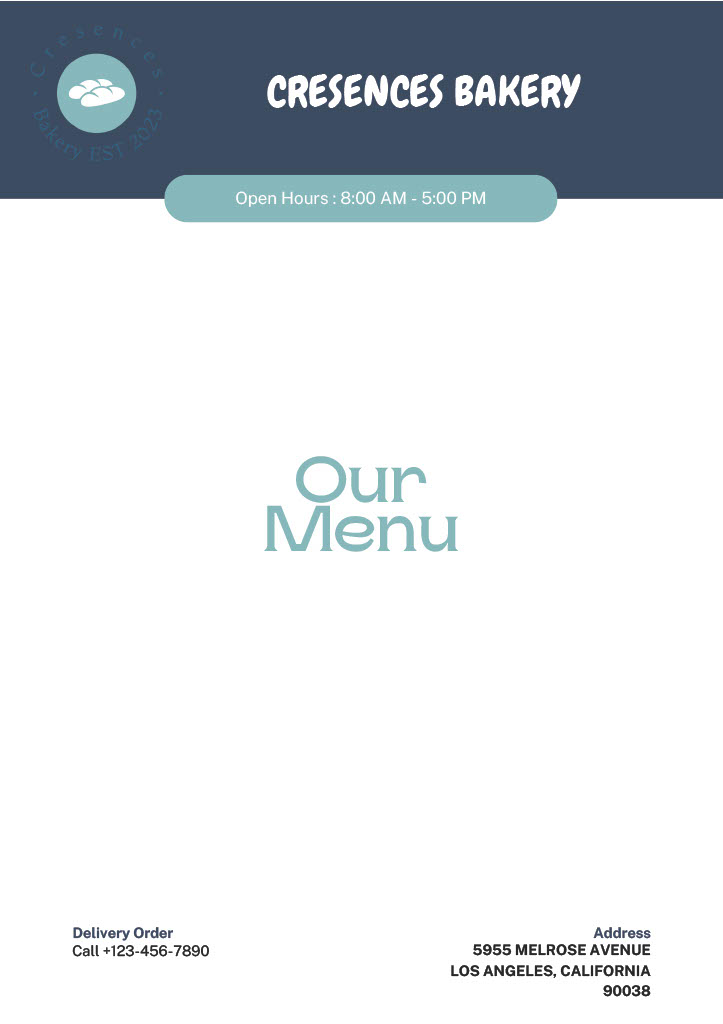 Cresences
Bakery EST 2023
CRESENCES BAKERY
Open Hours : 8:00 AM - 5:00 PM
Our
Menu
Delivery Order
Call +123-456-7890
Address
5955 MELROSE AVENUE
LOS ANGELES, CALIFORNIA
90038